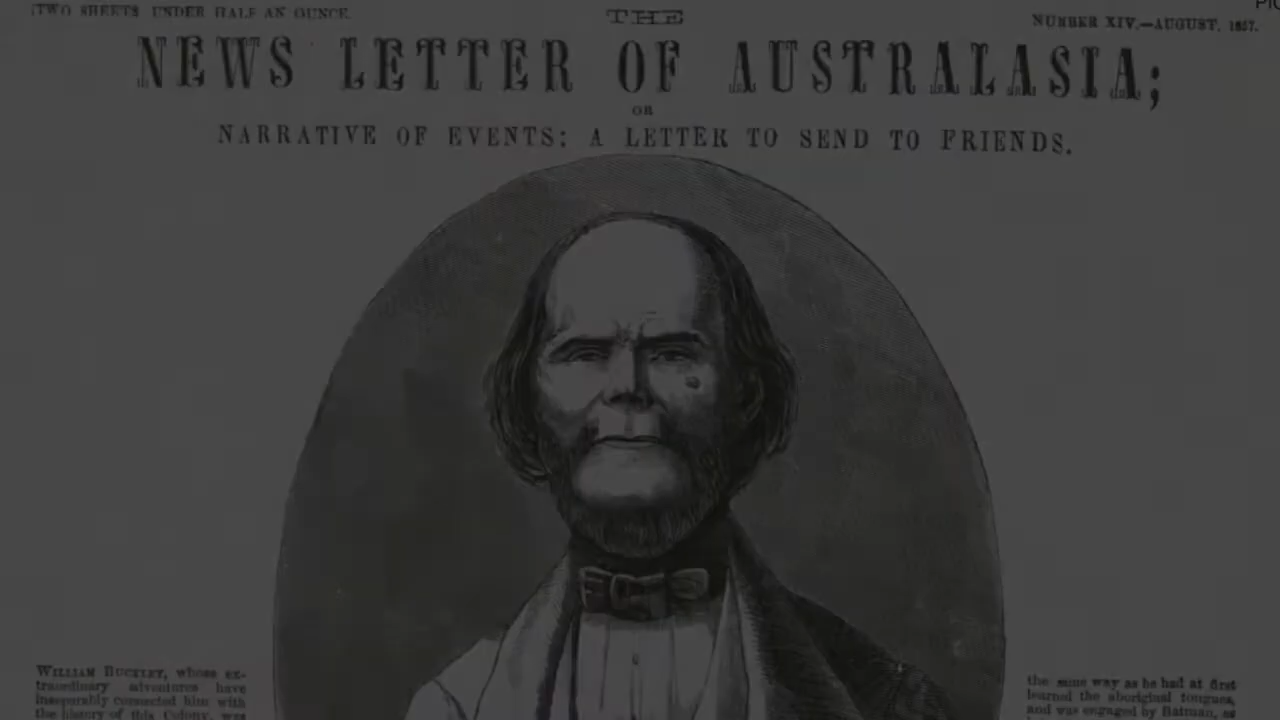 TWO SHEETS UNDER HALF AN OUNCE.
THE
NUMBER XIV.—AUGUST, 1857.
NEWS LETTER OF AUSTRALASIA;
OR
NARRATIVE OF EVENTS: A LETTER TO SEND TO FRIENDS.
WILLIAM BUCKLEY, whose ex-
traordinary adventures have
inseparably connected him with
the history of this Colony, was
the same way as he had at first
learned the aboriginal tongues,
and was engaged by Batman, as